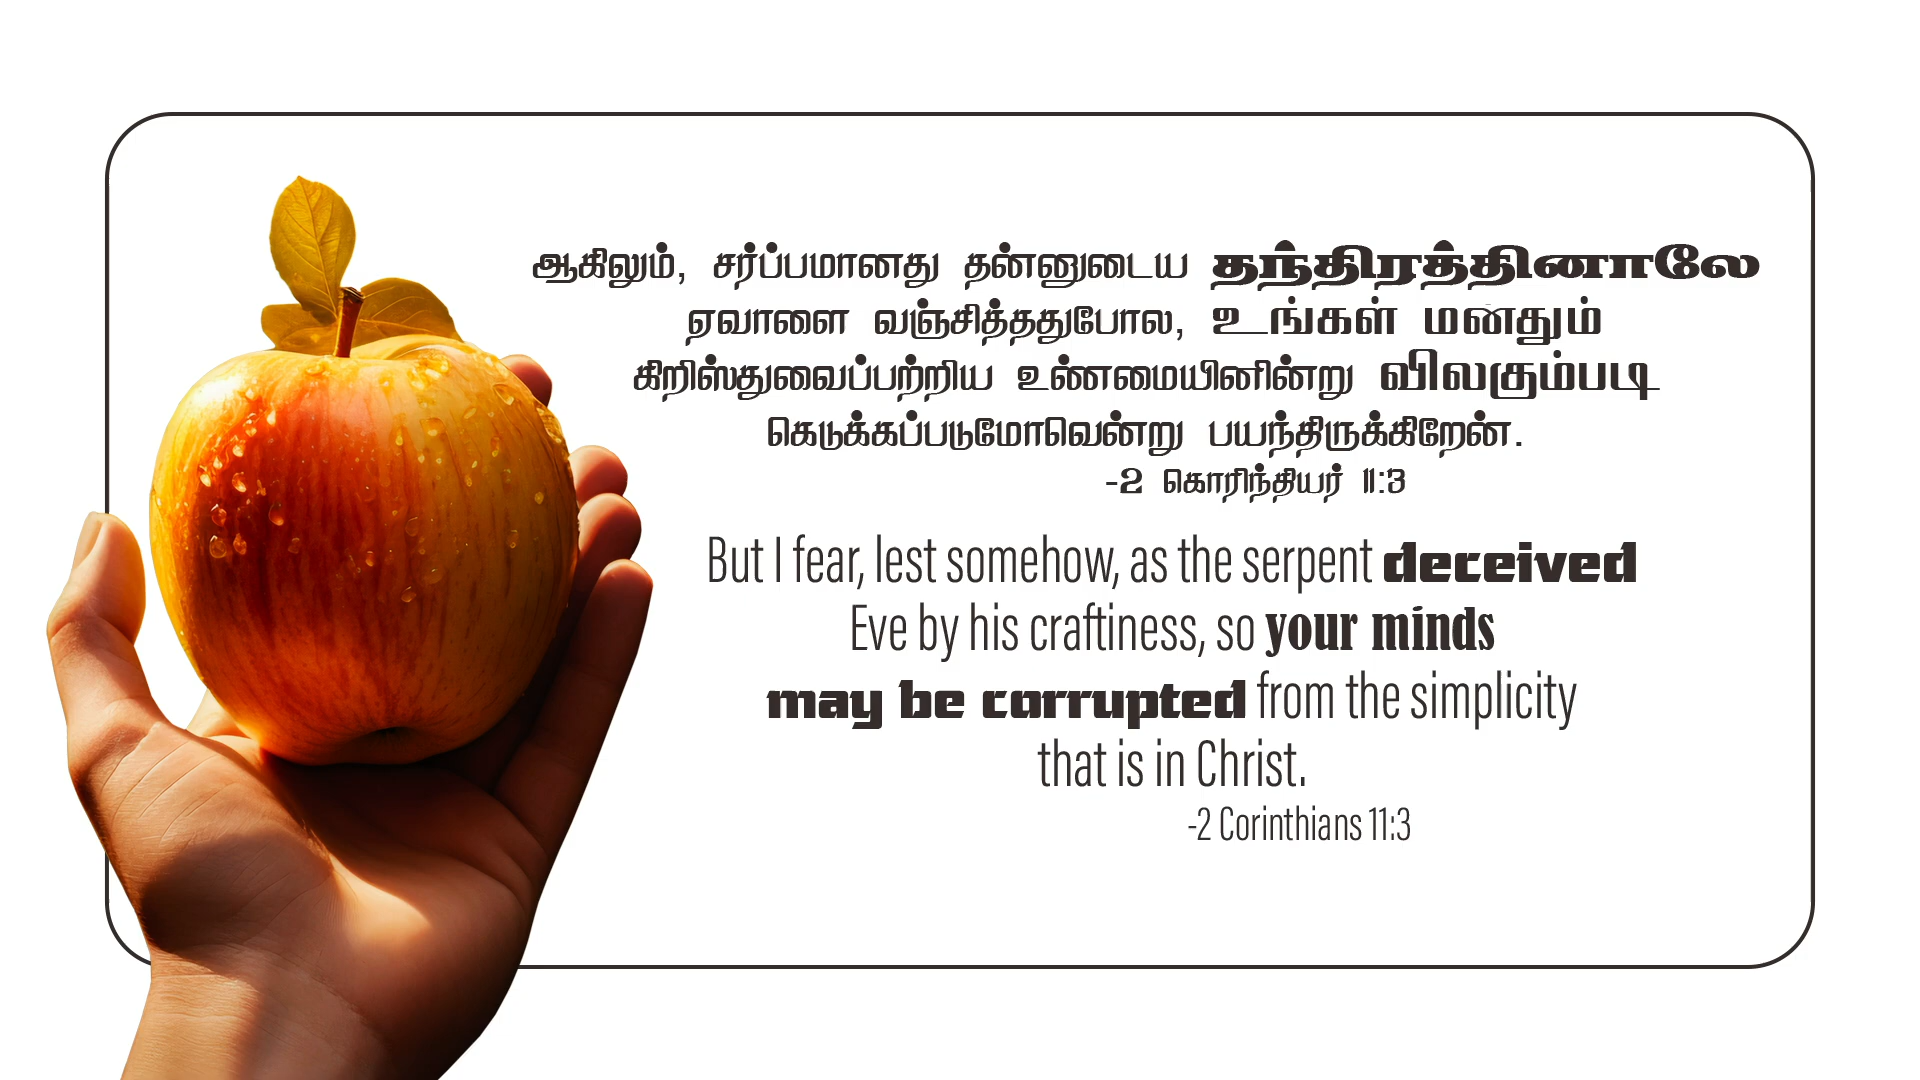 ஆகிலும், சர்ப்பமானது தன்னுடைய தந்திரத்தினாலே
ஏவாளை வஞ்சித்ததுபோல, உங்கள் மனதும்
கிறிஸ்துவைப்பற்றிய உண்மையினின்று விலகும்படி
கெடுக்கப்படுமோவென்று பயந்திருக்கிறேன்.
-2 கொரிந்தியர் 11:3
But I fear, lest somehow, as the serpent deceived
Eve by his craftiness, so your minds
may be corrupted from the simplicity
that is in Christ.
-2 Corinthians 11:3